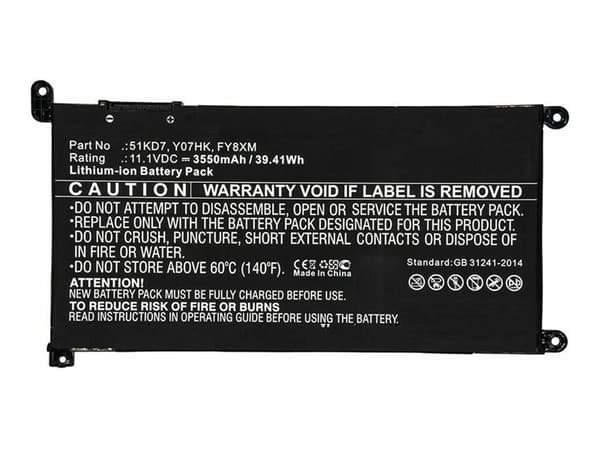 Part No .:51KD7, Y07HK, FY8XM
Rating .:11.1VDC ⎓ 3550mAh / 39.41Wh
Lithium-ion Battery Pack
CAUTION WARRANTY VOID IF LABEL IS REMOVED
•DO NOT ATTEMPT TO DISASSEMBLE, OPEN OR SERVICE THE BATTERY PACK.
•REPLACE ONLY WITH THE BATTERY PACK DESIGNATED FOR THIS PRODUCT.
•DO NOT CRUSH, PUNCTURE, SHORT EXTERNAL CONTACTS OR DISPOSE OF
IN FIRE OR WATER.
•DO NOT STORE ABOVE 60°C (140°F).
CE
Made In China
Standard:GB 31241-2014
ATTENTION!
NEW BATTERY PACK MUST BE FULLY CHARGED BEFORE INITIAL USE
TO REDUCE RISK OF FIRE OR BURNS
PRACTICE INSTRUCTIONS IN OPERATING GUIDE BEFORE USING THE BATTERY PACK